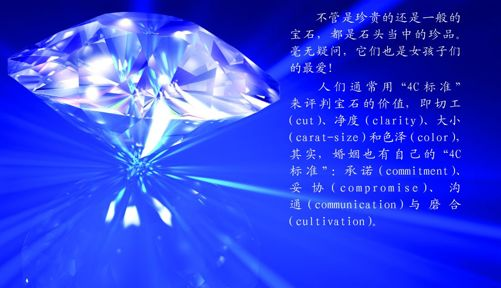 不管是珍贵的还是一般的
宝石，都是石头当中的珍品。
毫无疑问，它们也是女孩子们
的最爱！
人们通常用“4C标准”
来评判宝石的价值，即切工
(cut)、净度(clarity)、大小
(carat-size)和色泽(color)，
其实，婚姻也有自己的“4C
标准”：承诺(commitment)、
妥协(compromise)、沟
通(communication)与磨合
(cultivation)。